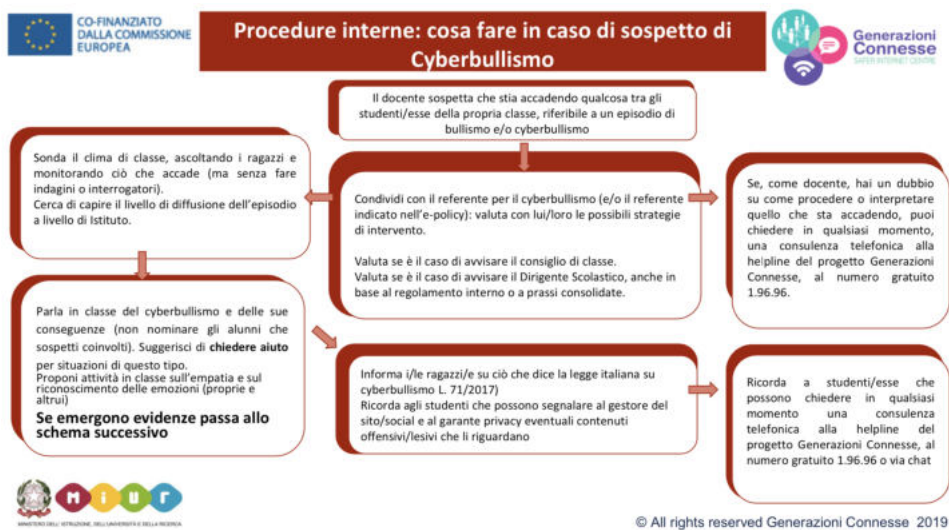 CO-FINANZIATO
DALLA COMMISSIONE
EUROPEA
Procedure interne: cosa fare in caso di sospetto di
Cyberbullismo
Generazioni
Connesse
SAFER INTERNET CENTRE
Il docente sospetta che stia accadendo qualcosa tra gli
studenti/esse della propria classe, riferibile a un episodio di
bullismo e/o cyberbullismo
Sonda il clima di classe, ascoltando i ragazzi e
monitorando ciò che accade (ma senza fare
indagini o interrogatori).
Cerca di capire il livello di diffusione dell'episodio
a livello di Istituto.
Condividi con il referente per il cyberbullismo (e/o il referente
indicato nell'e-policy): valuta con lui/loro le possibili strategie
di intervento.
Valuta se è il caso di avvisare il consiglio di classe.
Valuta se è il caso di avvisare il Dirigente Scolastico, anche in
base al regolamento interno o a prassi consolidate.
Se, come docente, hai un dubbio
su come procedere o interpretare
quello che sta accadendo, puoi
chiedere in qualsiasi momento,
una consulenza telefonica alla
helpline del progetto Generazioni
Connesse, al numero gratuito
1.96.96.
Parla in classe del cyberbullismo e delle sue
conseguenze (non nominare gli alunni che
sospetti coinvolti). Suggerisci di chiedere aiuto
per situazioni di questo tipo.
Proponi attività in classe sull'empatia e sul
riconoscimento delle emozioni (proprie e
altrui)
Se emergono evidenze passa allo
schema successivo
Informa i/le ragazzi/e su ciò che dice la legge italiana su
cyberbullismo L. 71/2017)
Ricorda agli studenti che possono segnalare al gestore del
sito/social e al garante privacy eventuali contenuti
offensivi/lesivi che li riguardano
Ricorda a studenti/esse che
possono chiedere in qualsiasi
momento una consulenza
telefonica alla helpline del
progetto Generazioni Connesse, al
numero gratuito 1.96.96 o via chat
miur
MINISTERO DELL'ISTRUZIONE, DELL'UNIVERSITÀ E DELLA RICERCA
© All rights reserved Generazioni Connesse 2019